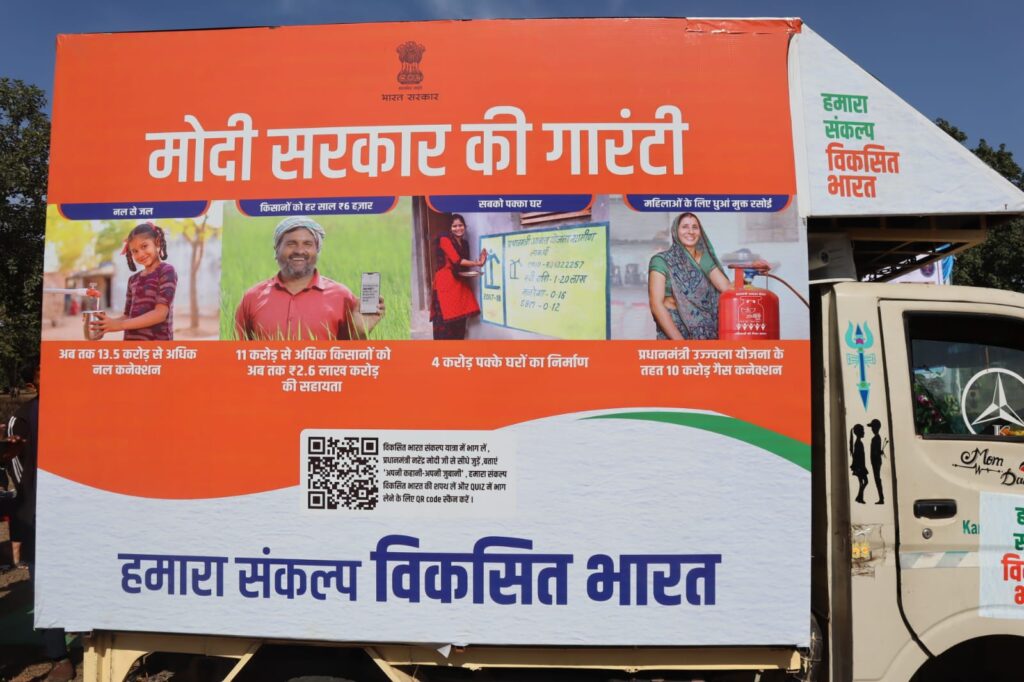 भारत सरकार
मोदी सरकार की गारंटी
नल से जल
किसानों को हर साल ₹6 हज़ार
सबको पक्का घर
महिलाओं के लिए धुआं मुक्त रसोई
2017-18
अब तक 13.5 करोड़ से अधिक
नल कनेक्शन
11 करोड़ से अधिक किसानों को
अब तक ₹2.6 लाख करोड़
की सहायता
4 करोड़ पक्के घरों का निर्माण
प्रधानमंत्री उज्ज्वला योजना के
तहत 10 करोड़ गैस कनेक्शन
विकसित भारत संकल्प यात्रा में भाग लें,
प्रधानमंत्री नरेंद्र मोदी जी से सीधे जुड़ें ,बताएं
'अपनी कहानी-अपनी जुबानी' , हमारा संकल्प
विकसित भारत की शपथ लें और QUIZ में भाग
लेने के लिए QR code स्कैन करें ।
हमारा संकल्प विकसित भारत
हमारा
संकल्प
विकसित
भारत
Mom